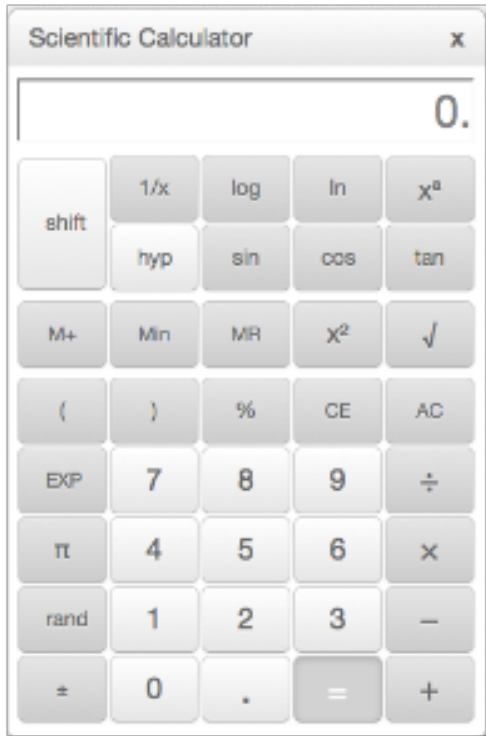 Scientific Calculator x
0.
shift 1/x log ln xª
hyp sin cos tan
M+ Min MR x² √
( ) % CE AC
EXP 7 8 9 ÷
π 4 5 6 ×
rand 1 2 3 −
± 0 . = +